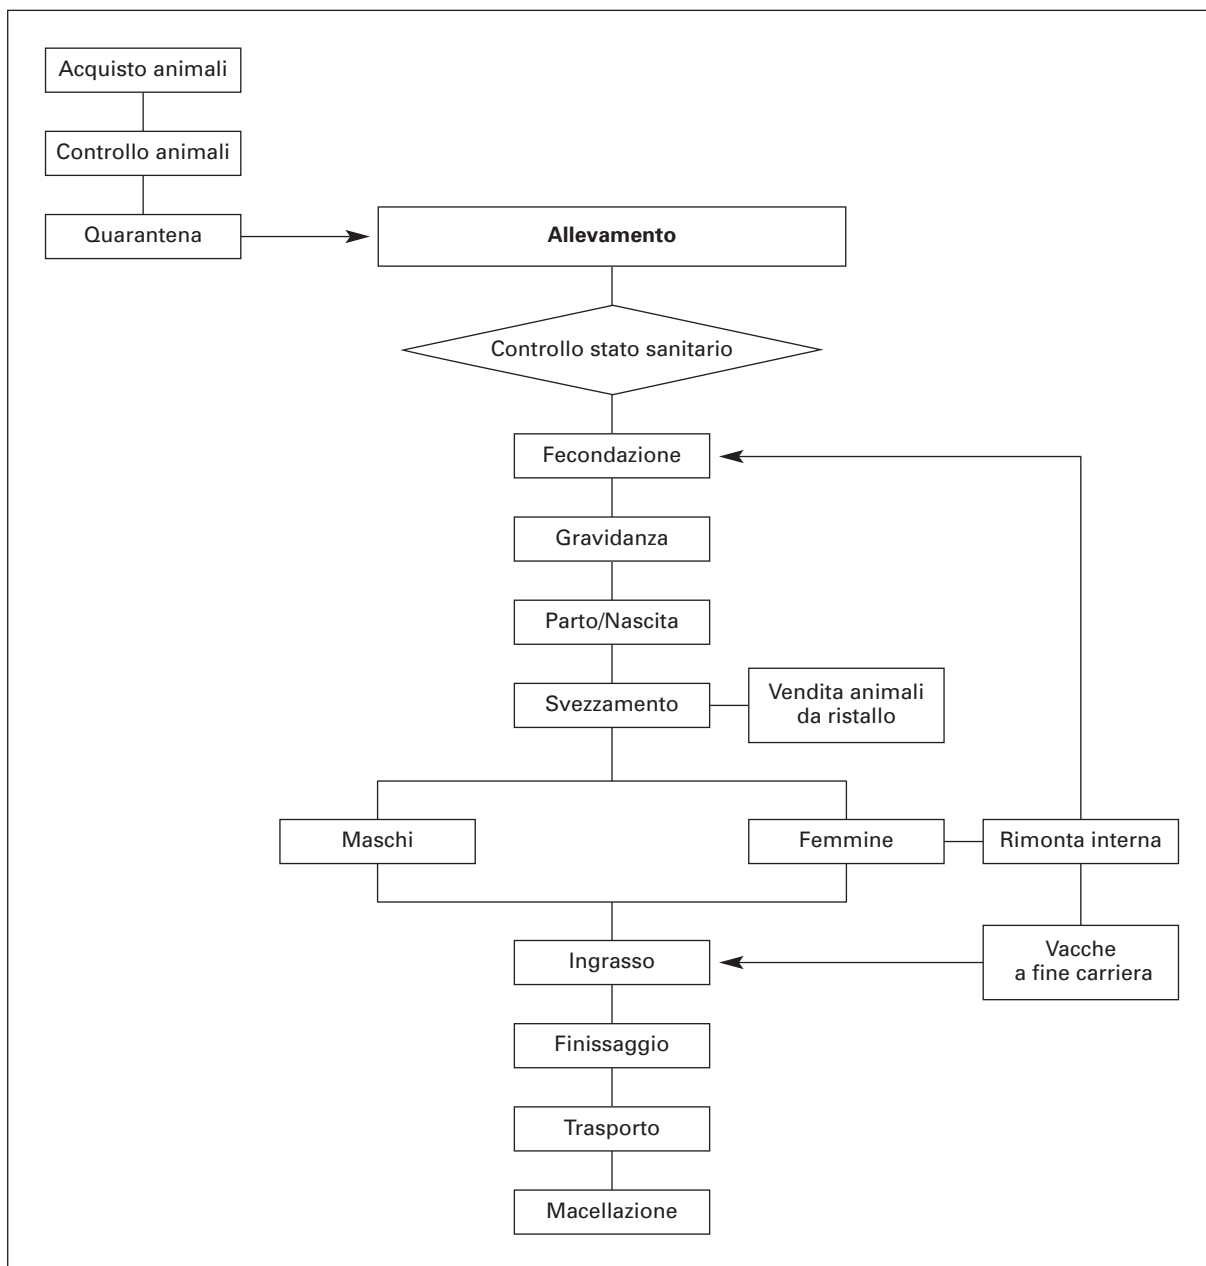 Acquisto animali
Controllo animali
Quarantena
Allevamento
Controllo stato sanitario
Fecondazione
Gravidanza
Parto/Nascita
Svezzamento
Vendita animali
da ristallo
Maschi
Femmine
Rimonta interna
Ingrasso
Vacche
a fine carriera
Finissaggio
Trasporto
Macellazione